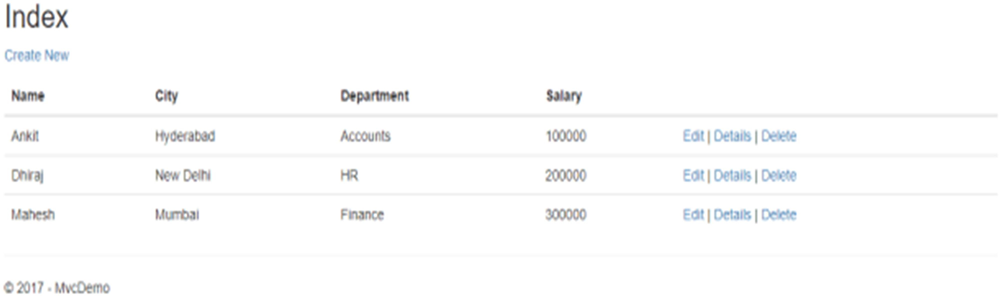 Index
Create New
Name City Department Salary
Ankit Hyderabad Accounts 100000 Edit | Details | Delete
Dhiraj New Delhi HR 200000 Edit | Details | Delete
Mahesh Mumbai Finance 300000 Edit | Details | Delete
© 2017 - MvcDemo